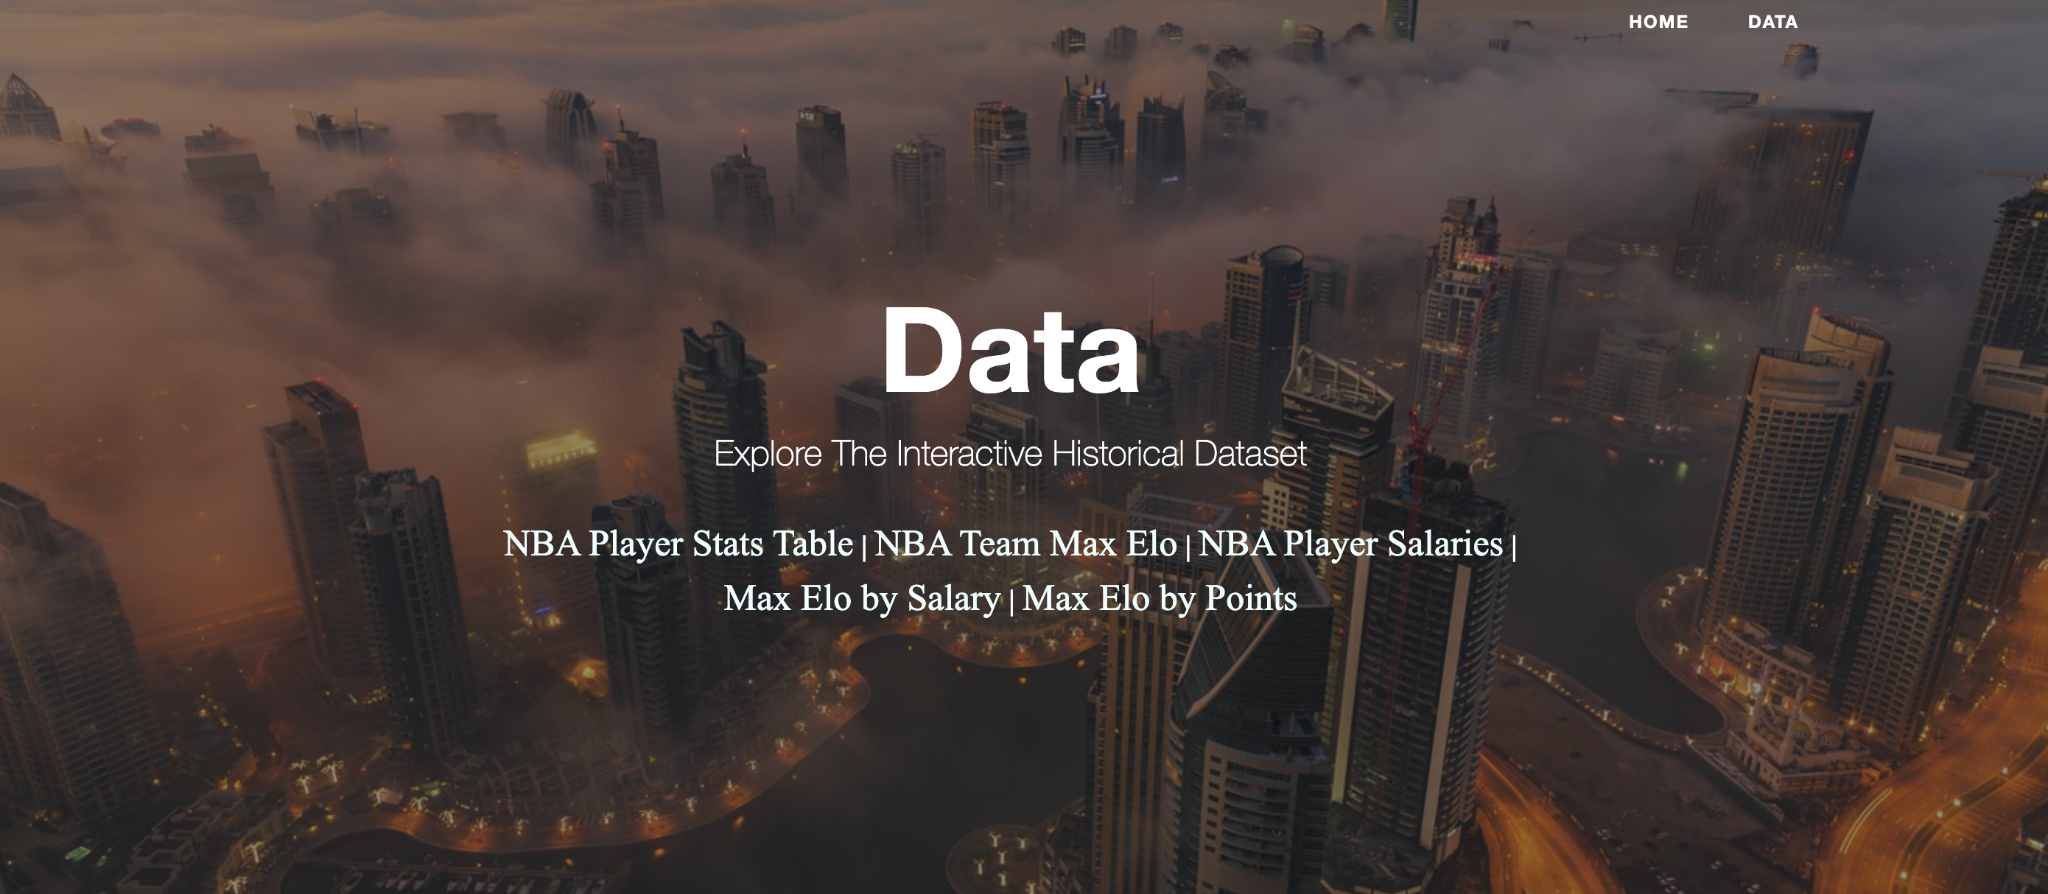 HOME DATA
Data
Explore The Interactive Historical Dataset
NBA Player Stats Table | NBA Team Max Elo | NBA Player Salaries |
Max Elo by Salary | Max Elo by Points